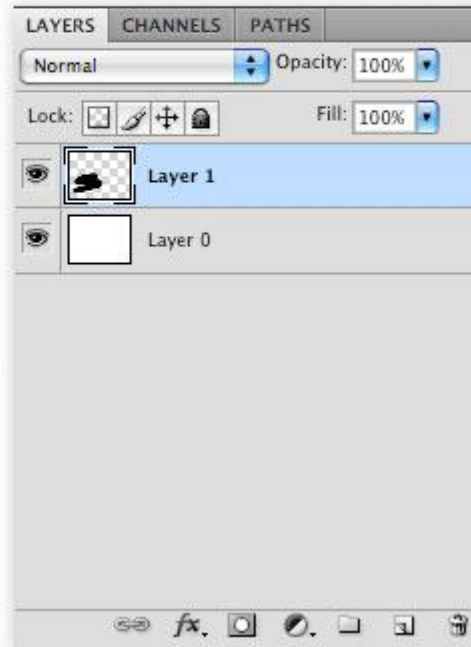 LAYERS CHANNELS PATHS
Normal Opacity: 100%
Lock: Fill: 100%
Layer 1
Layer 0
fx.